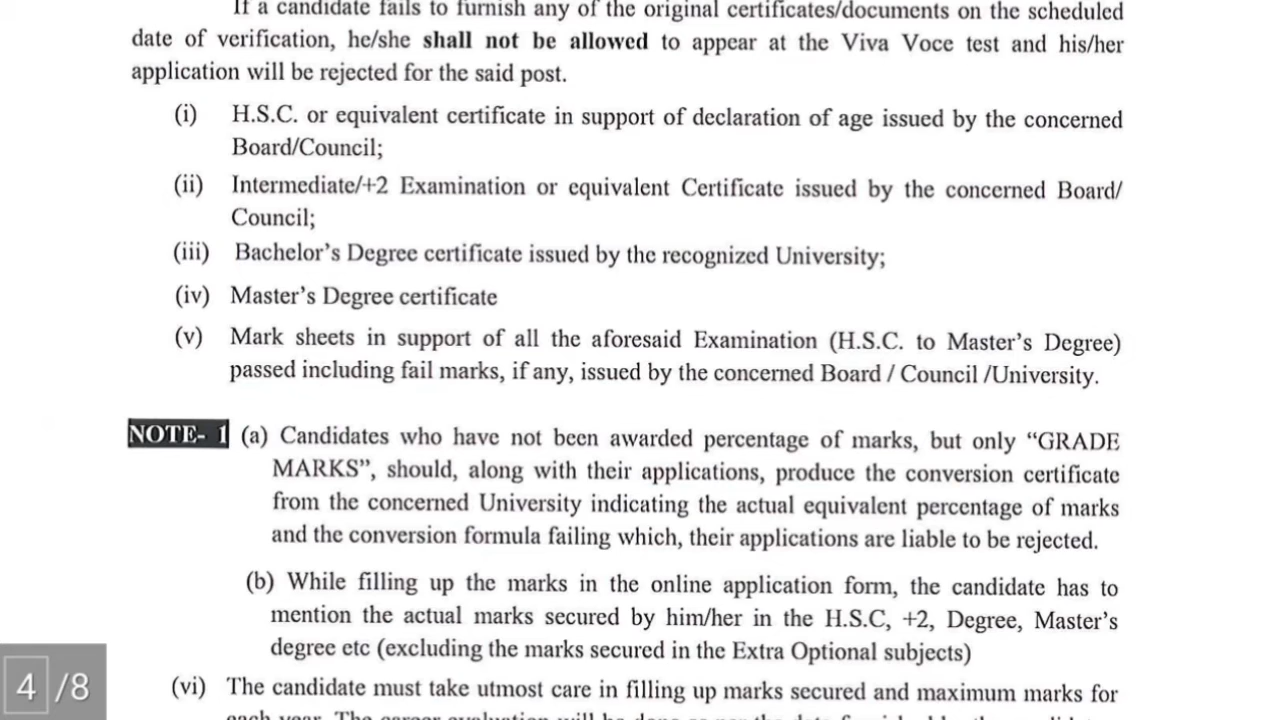 If a candidate fails to furnish any of the original certificates/documents on the scheduled
date of verification, he/she shall not be allowed to appear at the Viva Voce test and his/her
application will be rejected for the said post.
(i) H.S.C. or equivalent certificate in support of declaration of age issued by the concerned
Board/Council;
(ii) Intermediate/+2 Examination or equivalent Certificate issued by the concerned Board/
Council;
(iii) Bachelor's Degree certificate issued by the recognized University;
(iv) Master's Degree certificate
(v) Mark sheets in support of all the aforesaid Examination (H.S.C. to Master's Degree)
passed including fail marks, if any, issued by the concerned Board / Council /University.
NOTE- 1 (a) Candidates who have not been awarded percentage of marks, but only “GRADE
MARKS”, should, along with their applications, produce the conversion certificate
from the concerned University indicating the actual equivalent percentage of marks
and the conversion formula failing which, their applications are liable to be rejected.
(b) While filling up the marks in the online application form, the candidate has to
mention the actual marks secured by him/her in the H.S.C, +2, Degree, Master's
degree etc (excluding the marks secured in the Extra Optional subjects)
4 /8
(vi) The candidate must take utmost care in filling up marks secured and maximum marks for